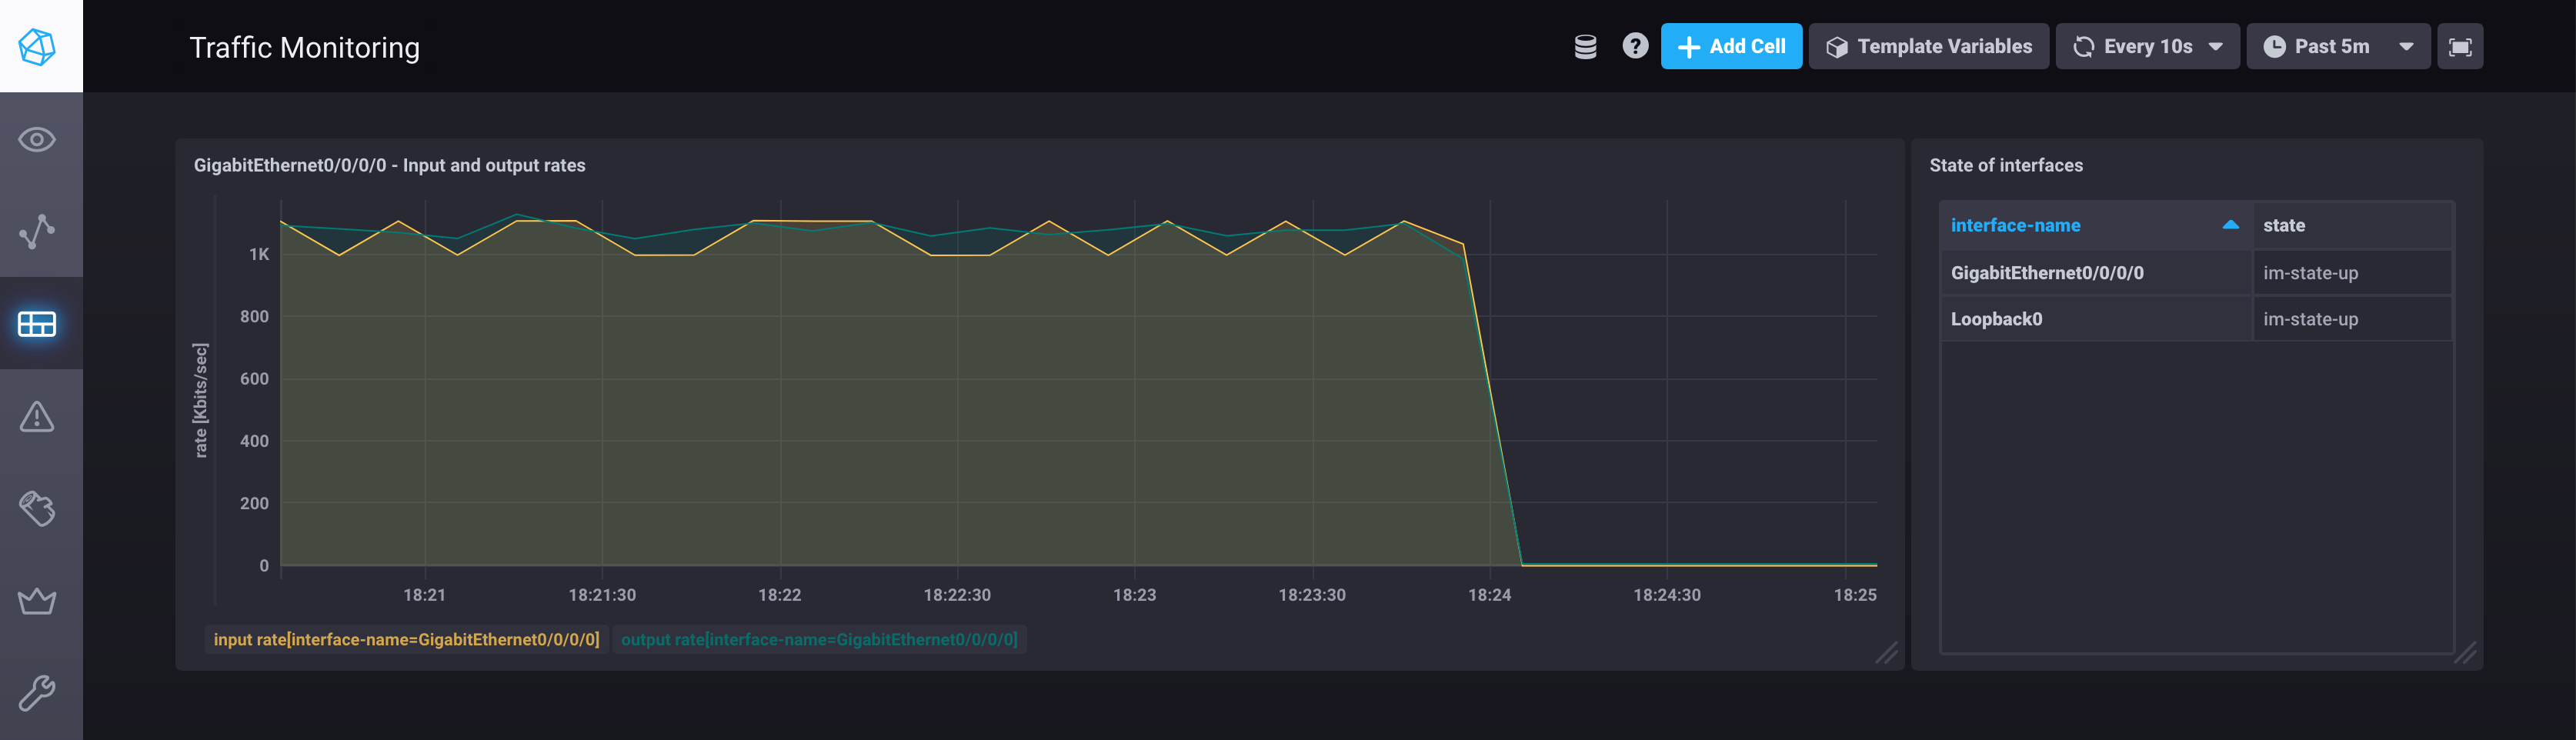 Traffic Monitoring
? Add Cell Template Variables Every 10s Past 5m
GigabitEthernet0/0/0/0 - Input and output rates
rate [Kbits/sec]
1K
800
600
400
200
0
18:21 18:21:30 18:22 18:22:30 18:23 18:23:30 18:24 18:24:30 18:25
input rate[interface-name=GigabitEthernet0/0/0/0] output rate[interface-name=GigabitEthernet0/0/0/0]
State of interfaces
interface-name state
GigabitEthernet0/0/0/0 im-state-up
Loopback0 im-state-up